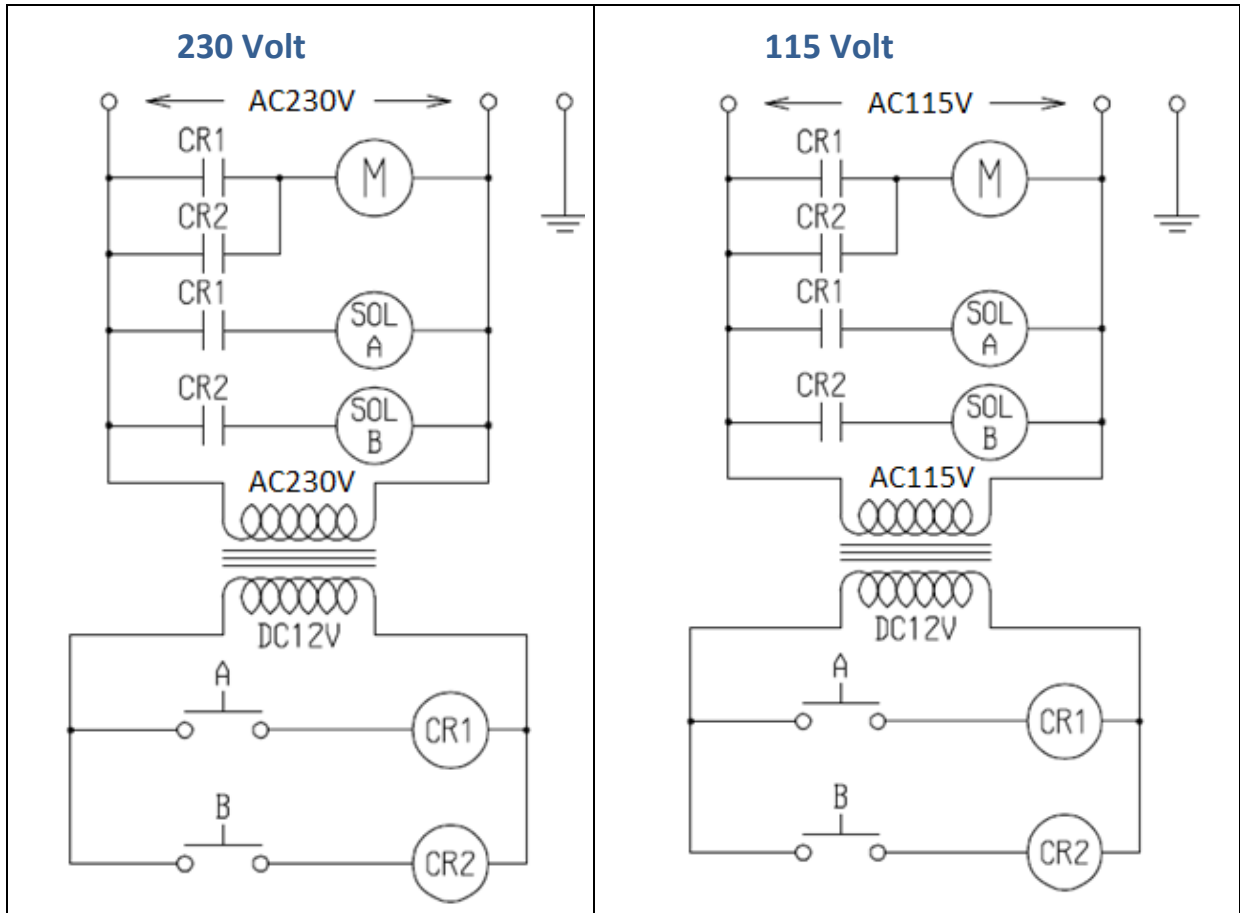 230 Volt
AC230V
CR1
M
CR2
CR1
SOL
A
CR2
SOL
B
AC230V
DC12V
A
CR1
B
CR2
115 Volt
AC115V
CR1
M
CR2
CR1
SOL
A
CR2
SOL
B
AC115V
DC12V
A
CR1
B
CR2